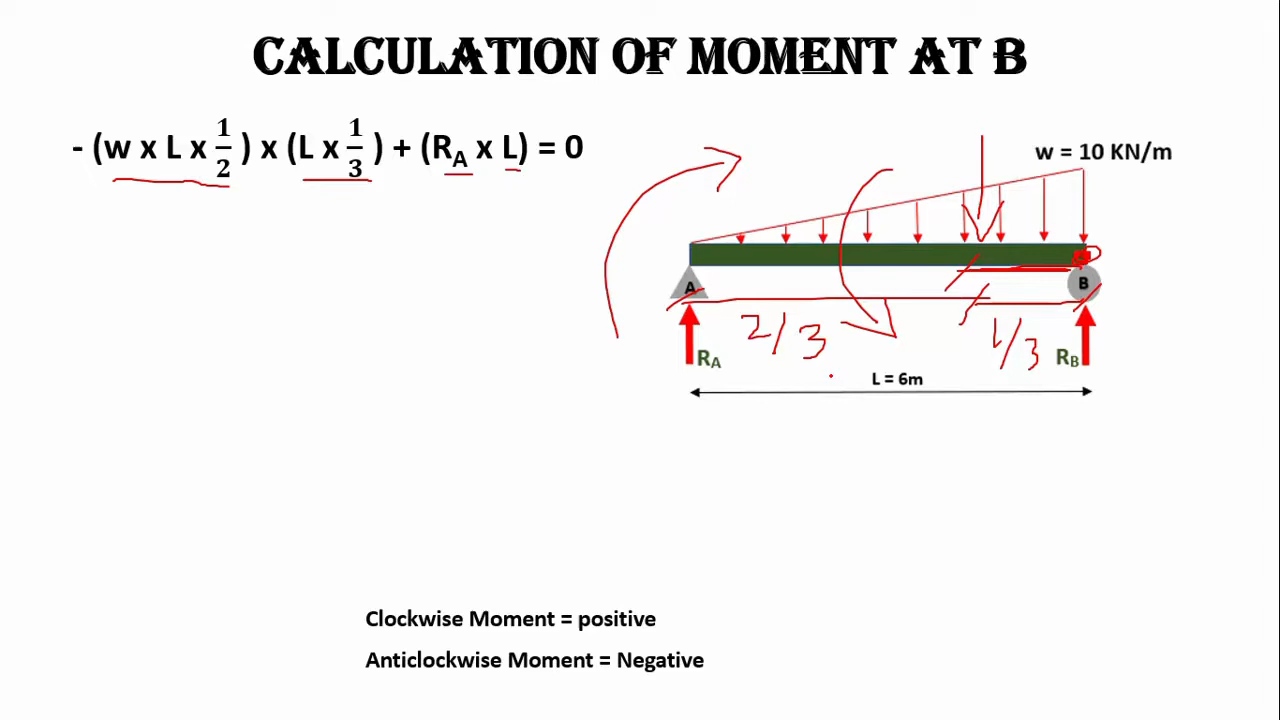 CALCULATION OF MOMENT AT B
- (w x L x 1/2 ) x (L x 1/3 ) + (RA x L) = 0
w = 10 KN/m
A
B
2/3
1/3
RA
RB
L = 6m
Clockwise Moment = positive
Anticlockwise Moment = Negative